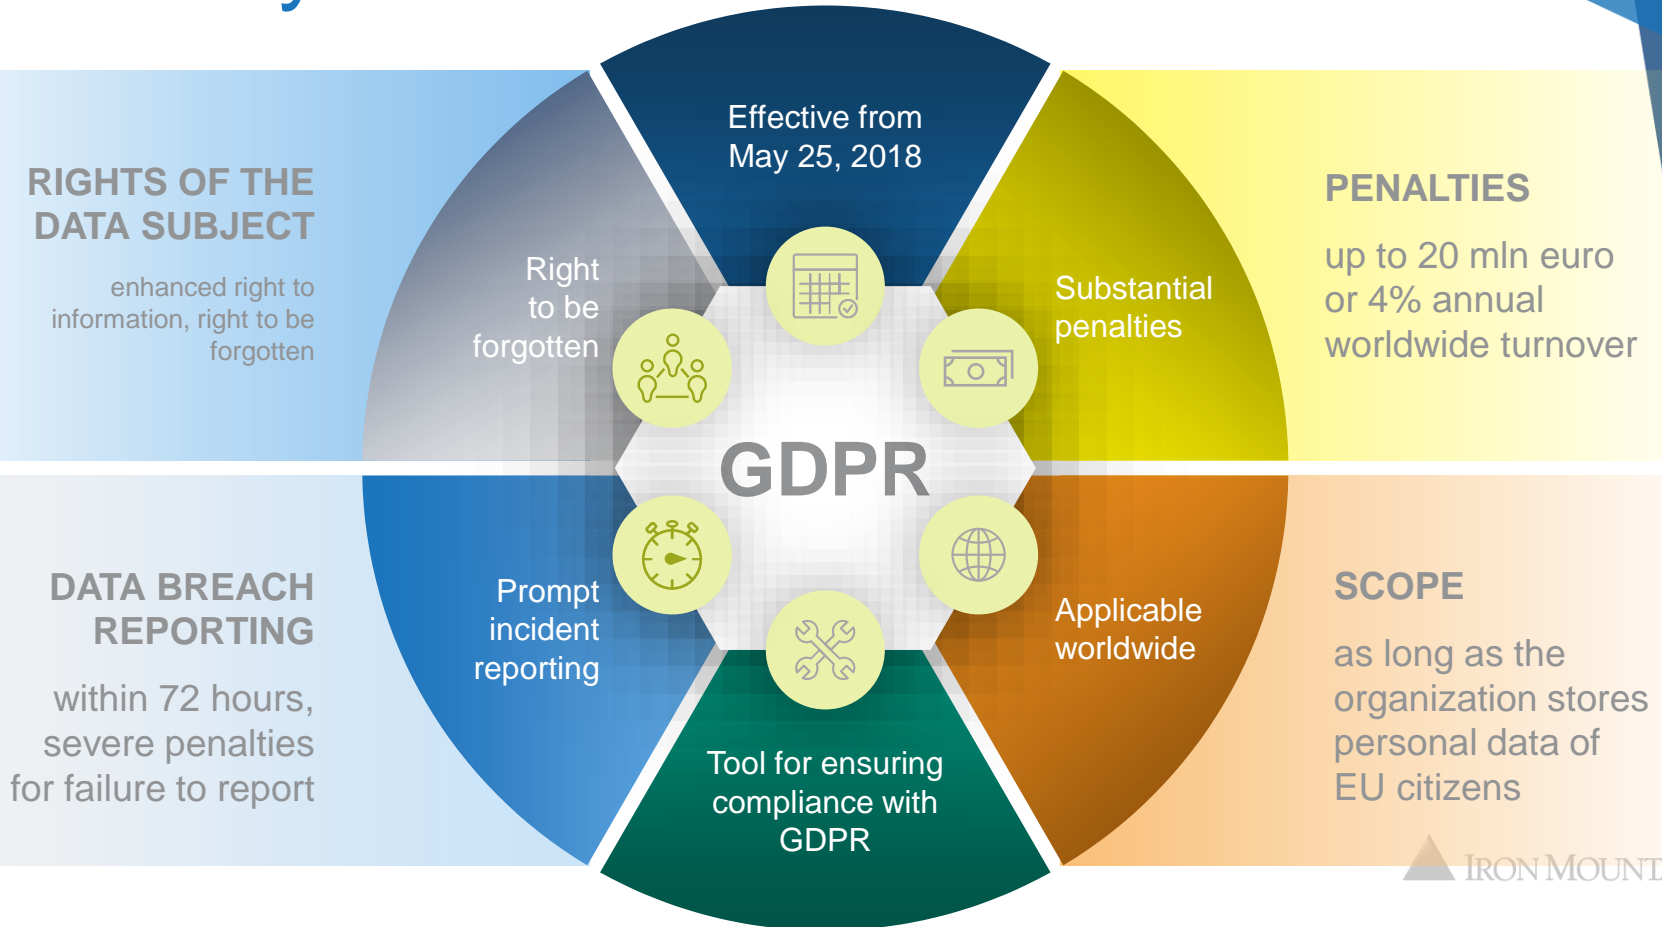 Effective from
May 25, 2018
RIGHTS OF THE
DATA SUBJECT
enhanced right to
information, right to be
forgotten
Right
to be
forgotten
Substantial
penalties
PENALTIES
up to 20 mln euro
or 4% annual
worldwide turnover
GDPR
DATA BREACH
REPORTING
within 72 hours,
severe penalties
for failure to report
Prompt
incident
reporting
Applicable
worldwide
SCOPE
as long as the
organization stores
personal data of
EU citizens
Tool for ensuring
compliance with
GDPR
IRON